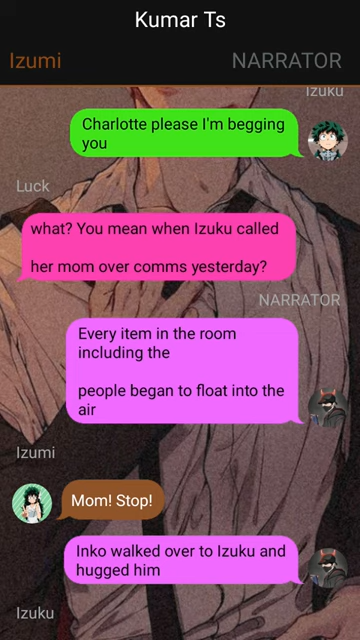 Kumar Ts
Izumi
NARRATOR
Izuku
Charlotte please I'm begging
you
Luck
what? You mean when Izuku called
her mom over comms yesterday?
NARRATOR
Every item in the room
including the
people began to float into the
air
Izumi
Mom! Stop!
Inko walked over to Izuku and
hugged him
Izuku